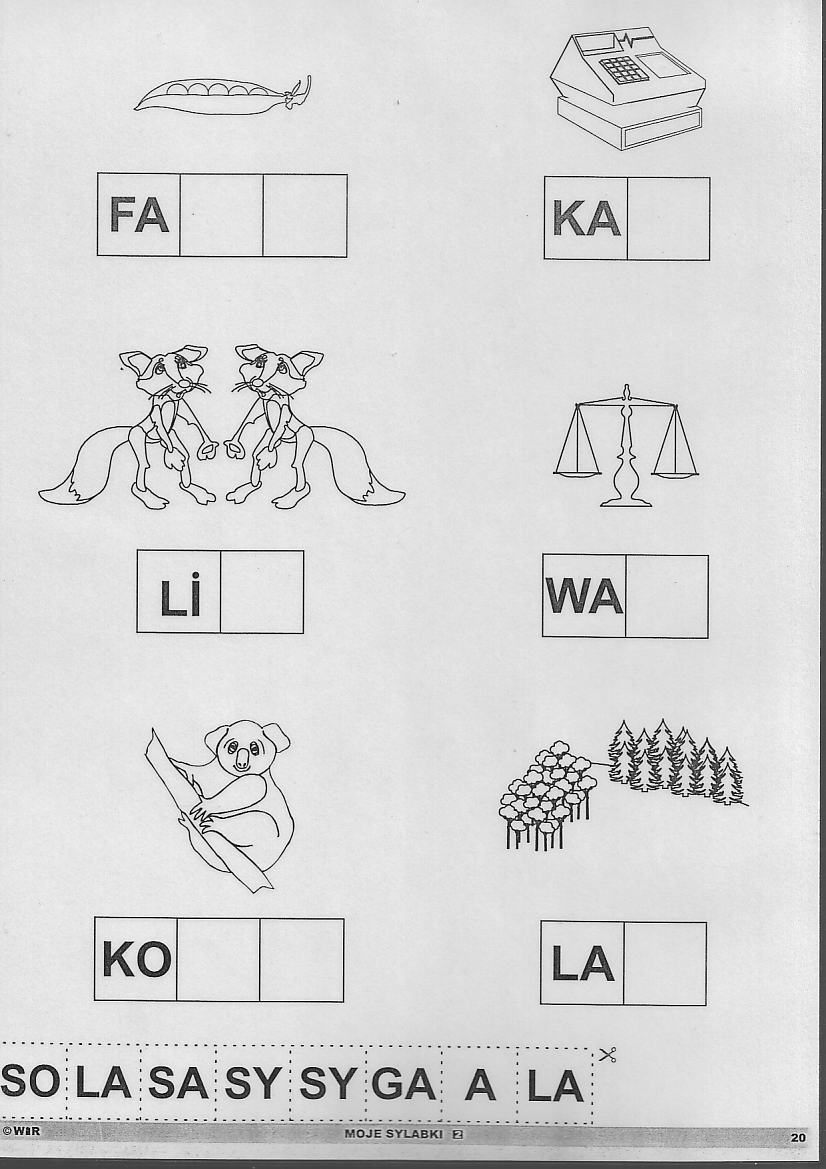 FA KA
Lİ WA
KO LA
SO LA SA SY SY GA A LA
©WiR MOJE SYLABKI 2 20